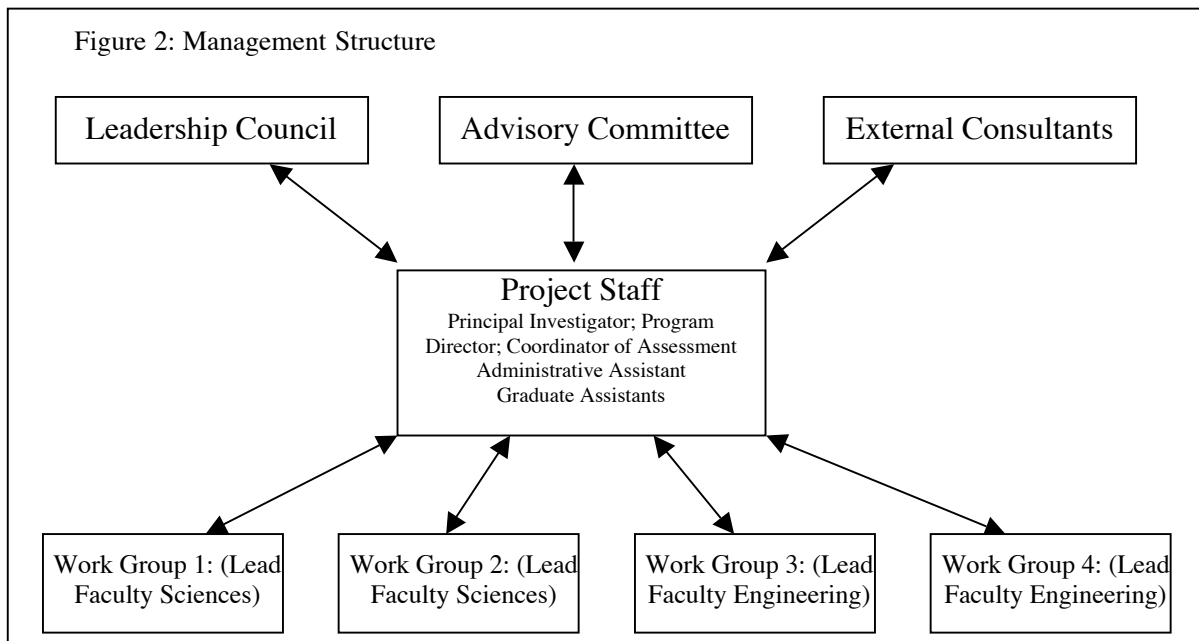 Figure 2: Management Structure
Leadership Council
Advisory Committee
External Consultants
Project Staff
Principal Investigator; Program
Director; Coordinator of Assessment
Administrative Assistant
Graduate Assistants
Work Group 1: (Lead
Faculty Sciences)
Work Group 2: (Lead
Faculty Sciences)
Work Group 3: (Lead
Faculty Engineering)
Work Group 4: (Lead
Faculty Engineering)